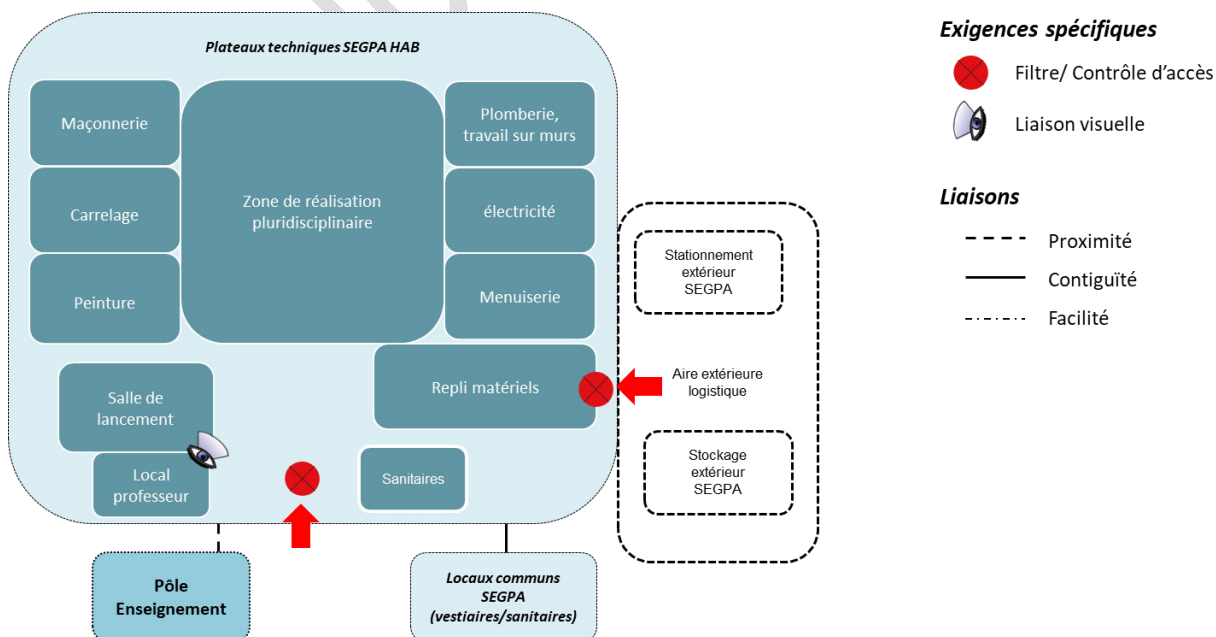 Plateaux techniques SEGPA HAB
Maçonnerie
Carrelage
Peinture
Zone de réalisation
pluridisciplinaire
Plomberie,
travail sur murs
électricité
Menuiserie
Repli matériels
Salle de
lancement
Local
professeur
Sanitaires
Stationnement
extérieur
SEGPA
Aire extérieure
logistique
Stockage
extérieur
SEGPA
Pôle
Enseignement
Locaux communs
SEGPA
(vestiaires/sanitaires)
Exigences spécifiques
Filtre/ Contrôle d’accès
Liaison visuelle
Liaisons
Proximité
Contiguïté
Facilité